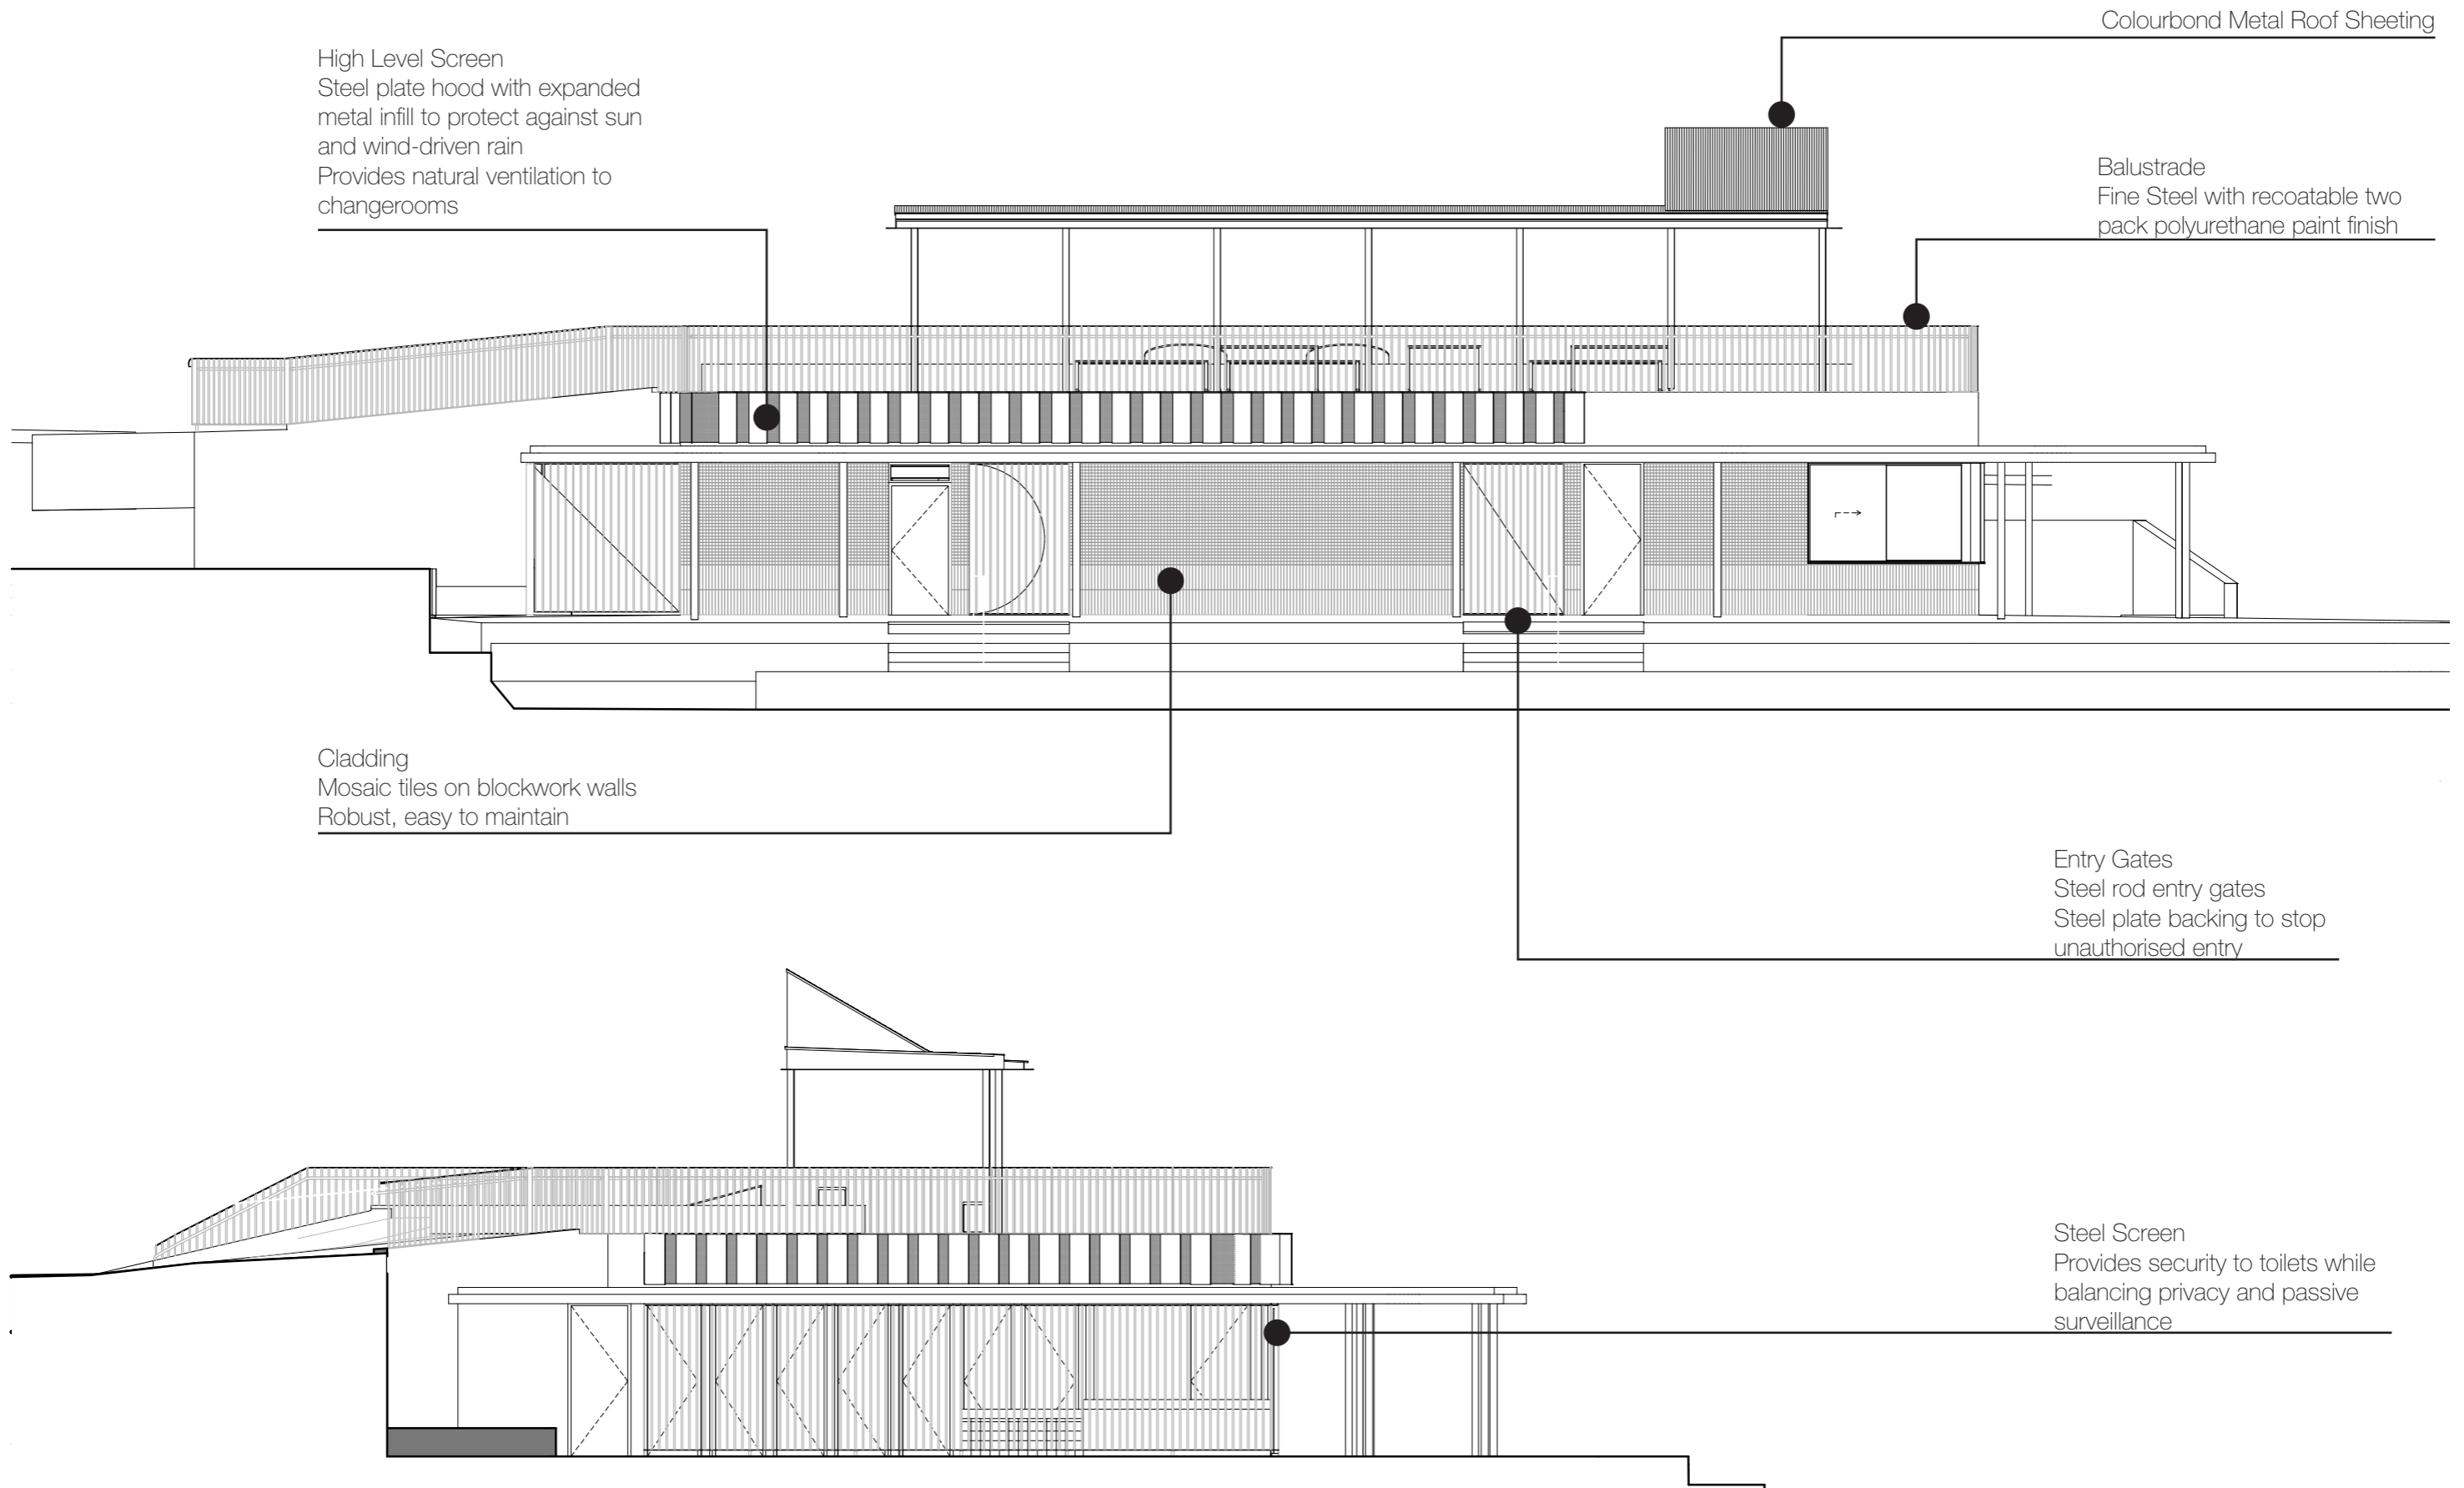 Colourbond Metal Roof Sheeting
High Level Screen
Steel plate hood with expanded
metal infill to protect against sun
and wind-driven rain
Provides natural ventilation to
changerooms
Balustrade
Fine Steel with recoatable two
pack polyurethane paint finish
Cladding
Mosaic tiles on blockwork walls
Robust, easy to maintain
Entry Gates
Steel rod entry gates
Steel plate backing to stop
unauthorised entry
Steel Screen
Provides security to toilets while
balancing privacy and passive
surveillance